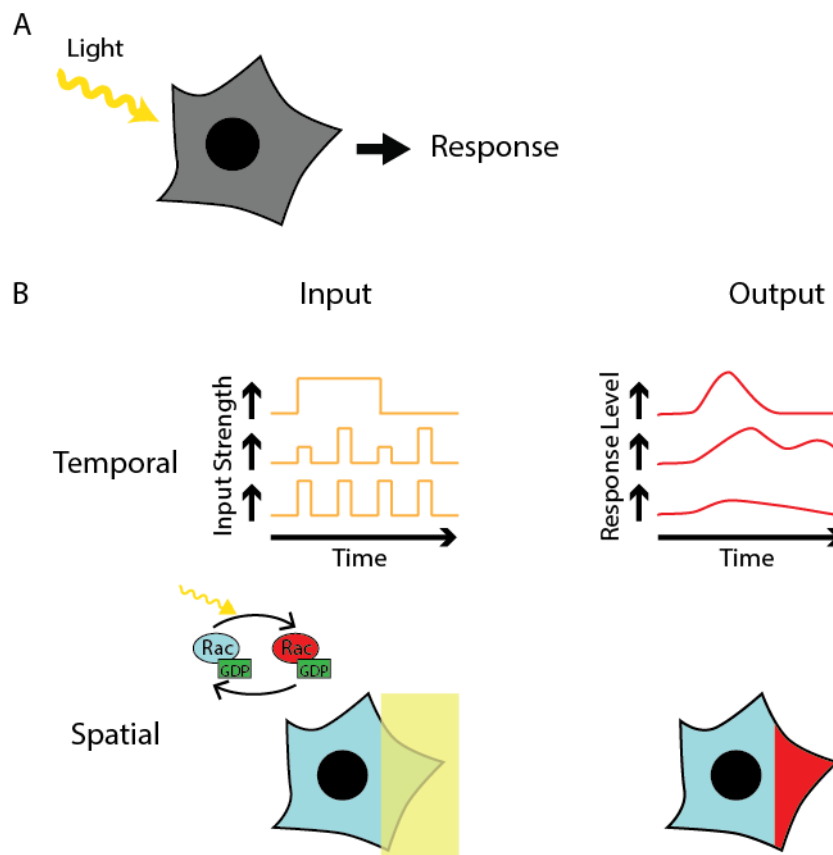 A
Light
Response
B
Input
Output
Temporal
Input Strength
Time
Response Level
Time
Rac
GDP
Rac
GDP
Spatial